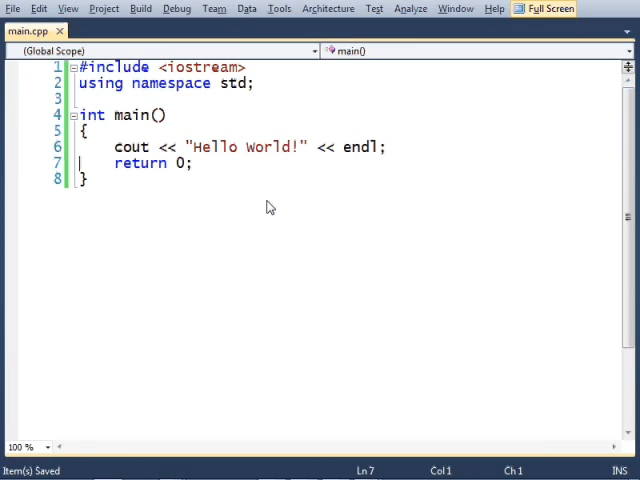 File Edit View Project Build Debug Team Data Tools Architecture Test Analyze Window Help Full Screen
main.cpp
(Global Scope) main()
1 #include <iostream>
2 using namespace std;
3
4 int main()
5 {
6 cout << "Hello World!" << endl;
7 return 0;
8 }
100 %
Item(s) Saved Ln 7 Col 1 Ch 1 INS